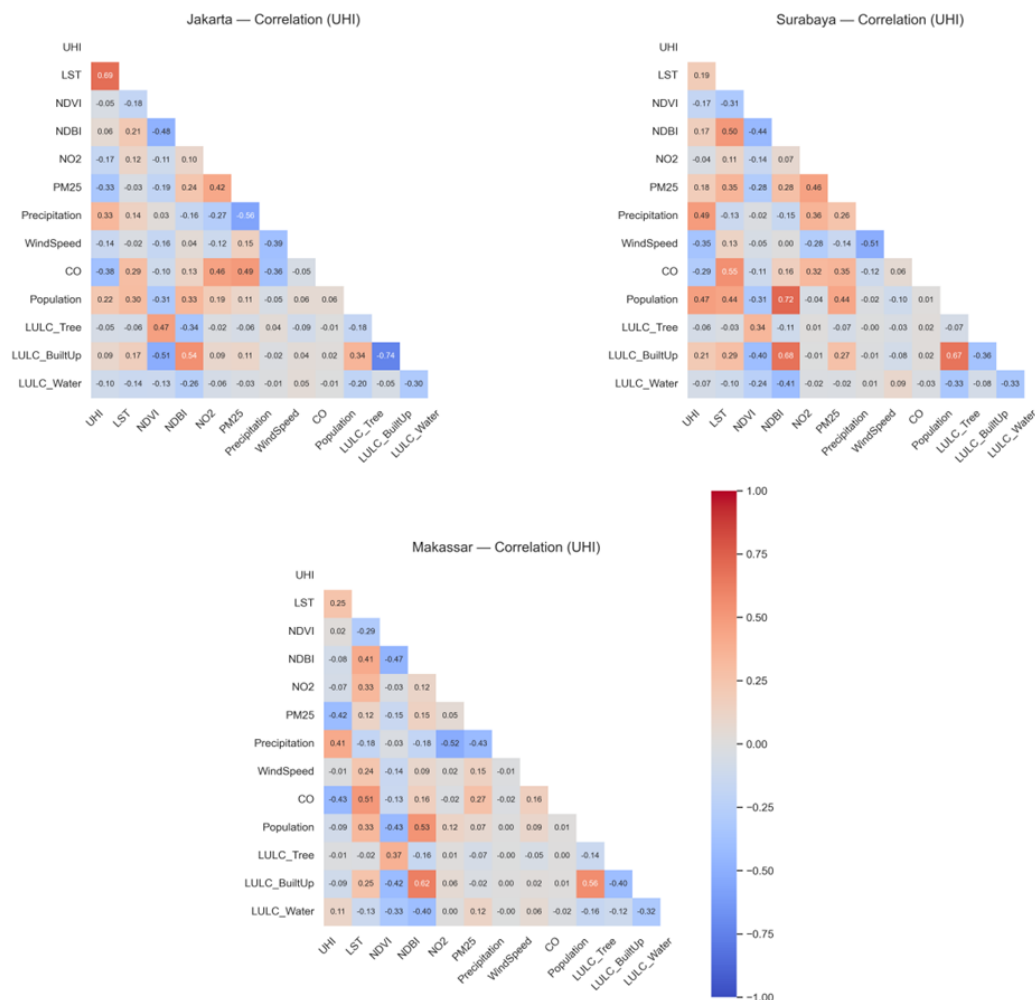 Jakarta — Correlation (UHI)
UHI
LST 0.69
NDVI -0.05 -0.18
NDBI 0.06 0.21 -0.48
NO2 -0.17 0.12 -0.11 0.10
PM25 -0.33 -0.03 -0.19 0.24 0.42
Precipitation 0.33 0.14 0.03 -0.16 -0.27 -0.56
WindSpeed -0.14 -0.02 -0.16 0.04 -0.12 0.15 -0.39
CO -0.38 0.29 -0.10 0.13 0.46 0.49 -0.36 -0.05
Population 0.22 0.30 -0.31 0.33 0.19 0.11 -0.05 0.06 0.06
LULC_Tree -0.05 -0.06 0.47 -0.34 -0.02 -0.06 0.04 -0.09 -0.01 -0.18
LULC_BuiltUp 0.09 0.17 -0.51 0.54 0.09 0.11 -0.02 0.04 0.02 0.34 -0.74
LULC_Water -0.10 -0.14 -0.13 -0.26 -0.06 -0.03 -0.01 0.05 -0.01 -0.20 -0.05 -0.30
UHI LST NDVI NDBI NO2 PM25 Precipitation WindSpeed CO Population LULC_Tree LULC_BuiltUp LULC_Water
Surabaya — Correlation (UHI)
UHI
LST 0.19
NDVI -0.17 -0.31
NDBI 0.17 0.50 -0.44
NO2 -0.04 0.11 -0.14 0.07
PM25 0.18 0.35 -0.28 0.28 0.46
Precipitation 0.49 -0.13 -0.02 -0.15 0.36 0.26
WindSpeed -0.35 0.13 -0.05 0.00 -0.28 -0.14 -0.51
CO -0.29 0.55 -0.11 0.16 0.32 0.35 -0.12 0.06
Population 0.47 0.44 -0.31 0.72 -0.04 0.44 -0.02 -0.10 0.01
LULC_Tree -0.06 -0.03 0.34 -0.11 0.01 -0.07 -0.00 -0.03 0.02 -0.07
LULC_BuiltUp 0.21 0.29 -0.40 0.68 -0.01 0.27 -0.01 -0.08 0.02 0.67 -0.36
LULC_Water -0.07 -0.10 -0.24 -0.41 -0.02 -0.02 0.01 0.09 -0.03 -0.33 -0.08 -0.33
UHI LST NDVI NDBI NO2 PM25 Precipitation WindSpeed CO Population LULC_Tree LULC_BuiltUp LULC_Water
Makassar — Correlation (UHI)
UHI
LST 0.25
NDVI 0.02 -0.29
NDBI -0.08 0.41 -0.47
NO2 -0.07 0.33 -0.03 0.12
PM25 -0.42 0.12 -0.15 0.15 0.05
Precipitation 0.41 -0.18 -0.03 -0.18 -0.52 -0.43
WindSpeed -0.01 0.24 -0.14 0.09 0.02 0.15 -0.01
CO -0.43 0.51 -0.13 0.16 -0.02 0.27 -0.02 0.16
Population -0.09 0.33 -0.43 0.53 0.12 0.07 0.00 0.09 0.01
LULC_Tree -0.01 -0.02 0.37 -0.16 0.01 -0.07 -0.00 -0.05 0.00 -0.14
LULC_BuiltUp -0.09 0.25 -0.42 0.62 0.06 -0.02 0.00 0.02 0.01 0.56 -0.40
LULC_Water 0.11 -0.13 -0.33 -0.40 0.00 0.12 -0.00 0.06 -0.02 -0.16 -0.12 -0.32
UHI LST NDVI NDBI NO2 PM25 Precipitation WindSpeed CO Population LULC_Tree LULC_BuiltUp LULC_Water
1.00
0.75
0.50
0.25
0.00
-0.25
-0.50
-0.75
-1.00